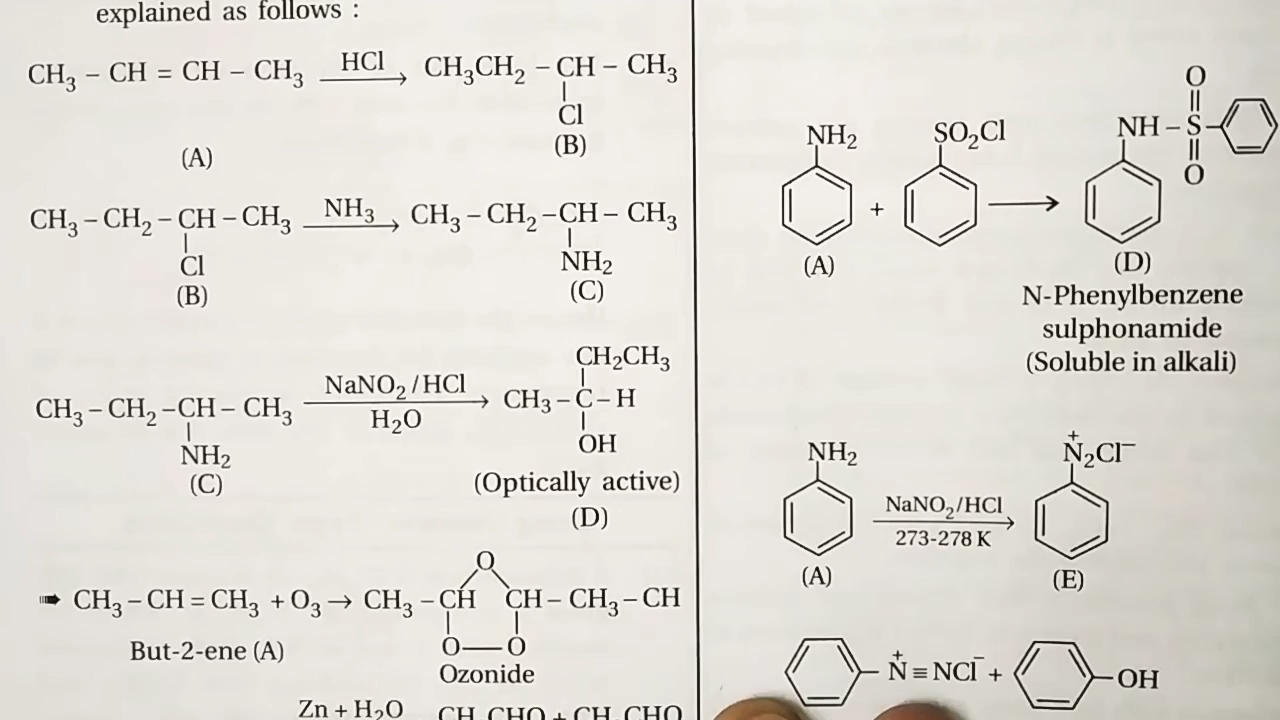 explained as follows :
CH₃ – CH = CH – CH₃ HCl→ CH₃CH₂ – CH – CH₃
Cl
(A) (B)
CH₃ – CH₂ – CH – CH₃ NH₃→ CH₃ – CH₂ – CH – CH₃
Cl NH₂
(B) (C)
CH₂CH₃
CH₃ – CH₂ – CH – CH₃ NaNO₂/HCl→ CH₃ – C – H
H₂O
NH₂ OH
(C) (Optically active)
(D)
O
➠ CH₃ – CH = CH₃ + O₃ → CH₃ – CH CH – CH₃ – CH
O — O
But-2-ene (A) Ozonide
Zn + H₂O CH₃CHO + CH₃CHO
O
NH₂ SO₂Cl NH – S
O
+ →
(A) (D)
N-Phenylbenzene
sulphonamide
(Soluble in alkali)
NH₂ N⁺₂Cl⁻
NaNO₂/HCl→
273-278 K
(A) (E)
N⁺ ≡ NCl⁻ + OH